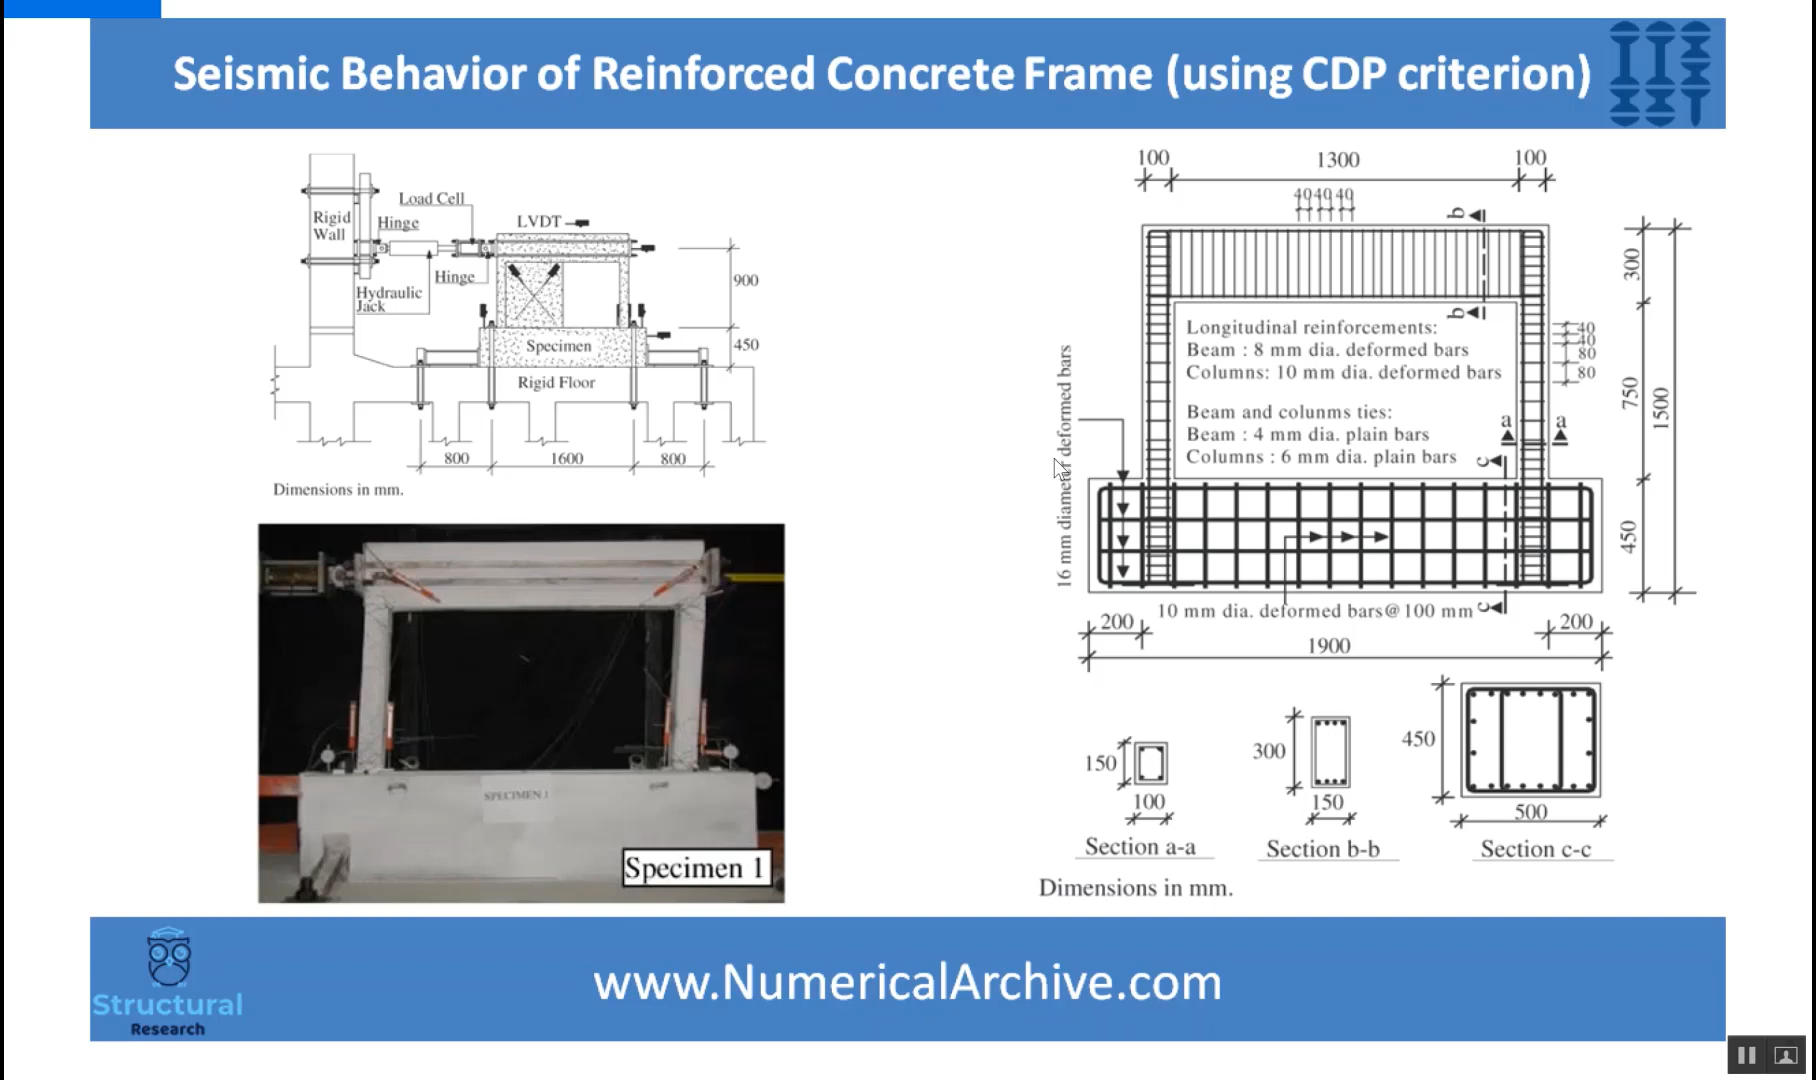 Seismic Behavior of Reinforced Concrete Frame (using CDP criterion)
Load Cell
Rigid
Wall
Hinge
LVDT
Hinge
Hydraulic
Jack
900
Specimen
450
Rigid Floor
800
1600
800
Dimensions in mm.
SPECIMEN 1
Specimen 1
100
1300
100
40 40 40
b
b
300
Longitudinal reinforcements:
Beam : 8 mm dia. deformed bars
Columns: 10 mm dia. deformed bars
Beam and colunms ties:
Beam : 4 mm dia. plain bars
Columns : 6 mm dia. plain bars
40
40
80
80
750
1500
a
a
c
16 mm diameter deformed bars
450
10 mm dia. deformed bars@100 mm
c
200
200
1900
150
100
Section a-a
300
150
Section b-b
450
500
Section c-c
Dimensions in mm.
Structural
Research
www.NumericalArchive.com